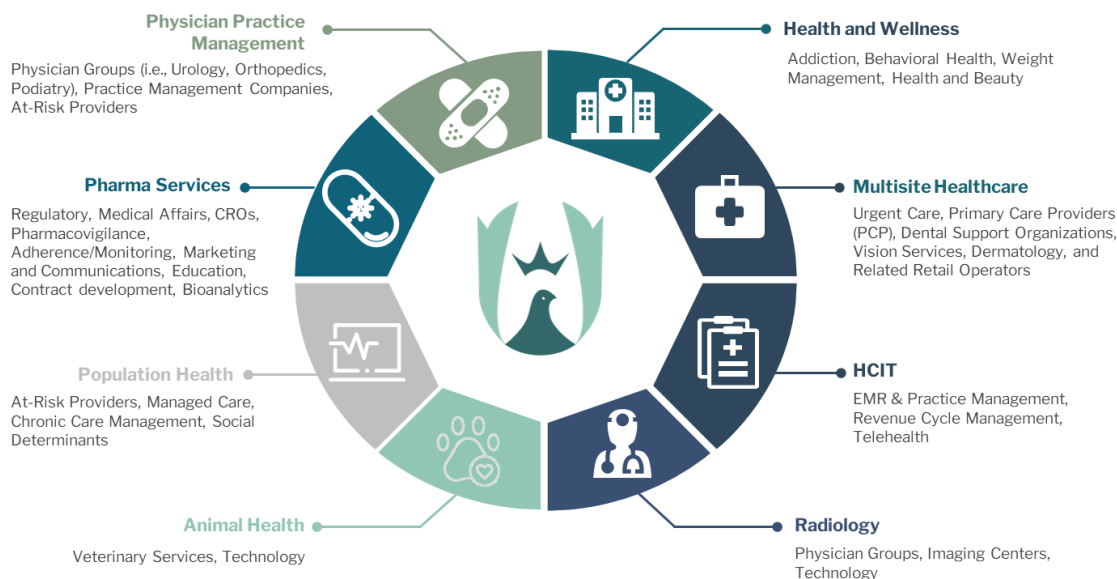 Physician Practice
Management
Physician Groups (i.e., Urology, Orthopedics,
Podiatry), Practice Management Companies,
At-Risk Providers
Health and Wellness
Addiction, Behavioral Health, Weight
Management, Health and Beauty
Pharma Services
Regulatory, Medical Affairs, CROs,
Pharmacovigilance,
Adherence/Monitoring, Marketing
and Communications, Education,
Contract development, Bioanalytics
Multisite Healthcare
Urgent Care, Primary Care Providers
(PCP), Dental Support Organizations,
Vision Services, Dermatology, and
Related Retail Operators
Population Health
At-Risk Providers, Managed Care,
Chronic Care Management, Social
Determinants
HCIT
EMR & Practice Management,
Revenue Cycle Management,
Telehealth
Animal Health
Veterinary Services, Technology
Radiology
Physician Groups, Imaging Centers,
Technology